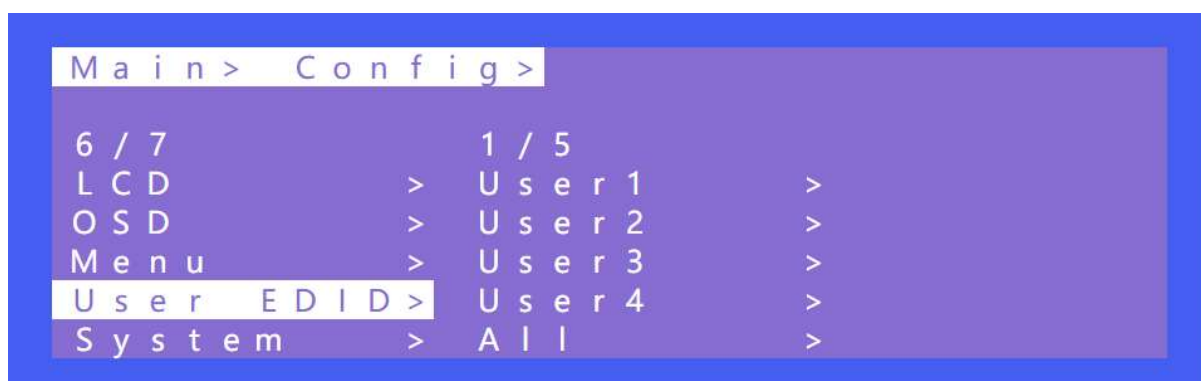 Main> Config>
6/7 1/5
LCD > User1 >
OSD > User2 >
Menu > User3 >
User EDID> User4 >
System > All >